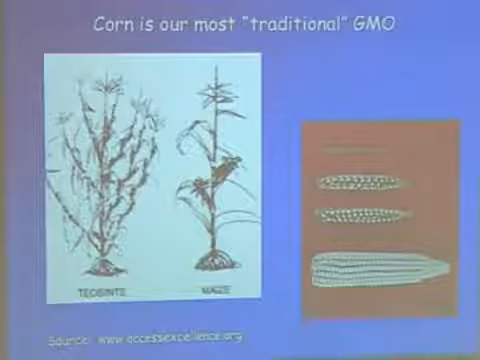 Corn is our most "traditional" GMO
TEOSINTE
MAIZE
Source: www.accessexcellence.org